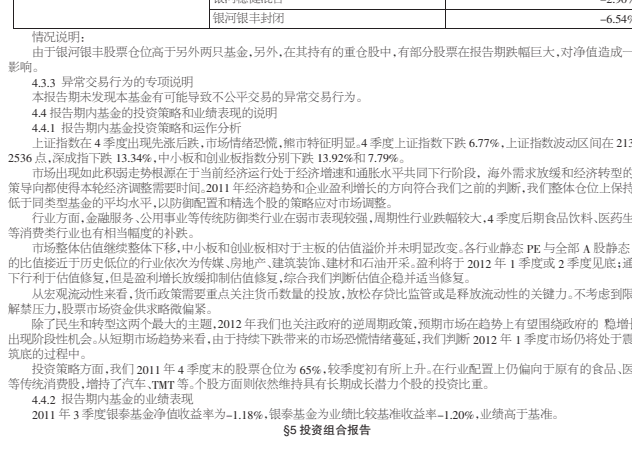 银河稳健混合 -2.90%
银河银丰封闭 -6.54%
情况说明：
由于银河银丰股票仓位高于另外两只基金，另外，在其持有的重仓股中，有部分股票在报告期跌幅巨大，对净值造成一
影响。
4.3.3 异常交易行为的专项说明
本报告期未发现本基金有可能导致不公平交易的异常交易行为。
4.4 报告期内基金的投资策略和业绩表现的说明
4.4.1 报告期内基金投资策略和运作分析
上证指数在 4 季度出现先涨后跌，市场情绪恐慌，熊市特征明显。4 季度上证指数下跌 6.77%，上证指数波动区间在 213
2536 点，深成指下跌 13.34%，中小板和创业板指数分别下跌 13.92%和 7.79%。
市场出现如此积弱走势根源在于当前经济运行处于经济增速和通胀水平共同下行阶段，海外需求放缓和经济转型的
策导向都使得本轮经济调整需要时间。2011 年经济趋势和企业盈利增长的方向符合我们之前的判断，我们整体仓位上保持
低于同类型基金的平均水平，以防御配置和精选个股的策略应对市场调整。
行业方面，金融服务、公用事业等传统防御类行业在弱市表现较强，周期性行业跌幅较大，4 季度后期食品饮料、医药生
等消费类行业也有相当幅度的补跌。
市场整体估值继续整体下移，中小板和创业板相对于主板的估值溢价并未明显改变。各行业静态 PE 与全部 A 股静态
的比值接近于历史低位的行业依次为传媒、房地产、建筑装饰、建材和石油开采。盈利将于 2012 年 1 季度或 2 季度见底；通
下行利于估值修复，但是盈利增长放缓抑制估值修复，综合我们判断估值企稳并适当修复。
从宏观流动性来看，货币政策需要重点关注货币数量的投放，放松存贷比监管或是释放流动性的关键力。不考虑到限
解禁压力，股票市场资金供求略微偏紧。
除了民生和转型这两个最大的主题，2012 年我们也关注政府的逆周期政策，预期市场在趋势上有望围绕政府的 稳增长
出现阶段性机会。从短期市场趋势来看，由于持续下跌带来的市场恐慌情绪蔓延，我们判断 2012 年 1 季度市场仍将处于震
筑底的过程中。
投资策略方面，我们 2011 年 4 季度末的股票仓位为 65%，较季度初有所上升。在行业配置上仍偏向于原有的食品、医
等传统消费股，增持了汽车、TMT 等。个股方面则依然维持具有长期成长潜力个股的投资比重。
4.4.2 报告期内基金的业绩表现
2011 年 3 季度银泰基金净值收益率为-1.18%，银泰基金为业绩比较基准收益率-1.20%，业绩高于基准。
§5 投资组合报告